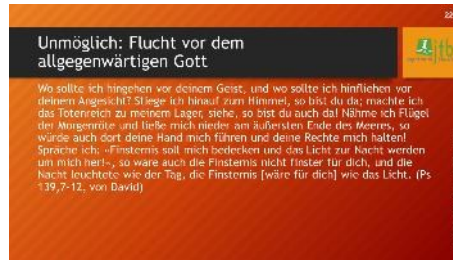 22
Unmöglich: Flucht vor dem
allgegenwärtigen Gott
jtb
Wo sollte ich hingehen vor deinem Geist, und wo sollte ich hinfliehen vor
deinem Angesicht? Stiege ich hinauf zum Himmel, so bist du da; machte ich
das Totenreich zu meinem Lager, siehe, so bist du auch da! Nähme ich Flügel
der Morgenröte und ließe mich nieder am äußersten Ende des Meeres, so
würde auch dort deine Hand mich führen und deine Rechte mich halten!
Spräche ich: »Finsternis soll mich bedecken und das Licht zur Nacht werden
um mich her!«, so wäre auch die Finsternis nicht finster für dich, und die
Nacht leuchtete wie der Tag, die Finsternis [wäre für dich] wie das Licht. (Ps
139,7-12, von David)